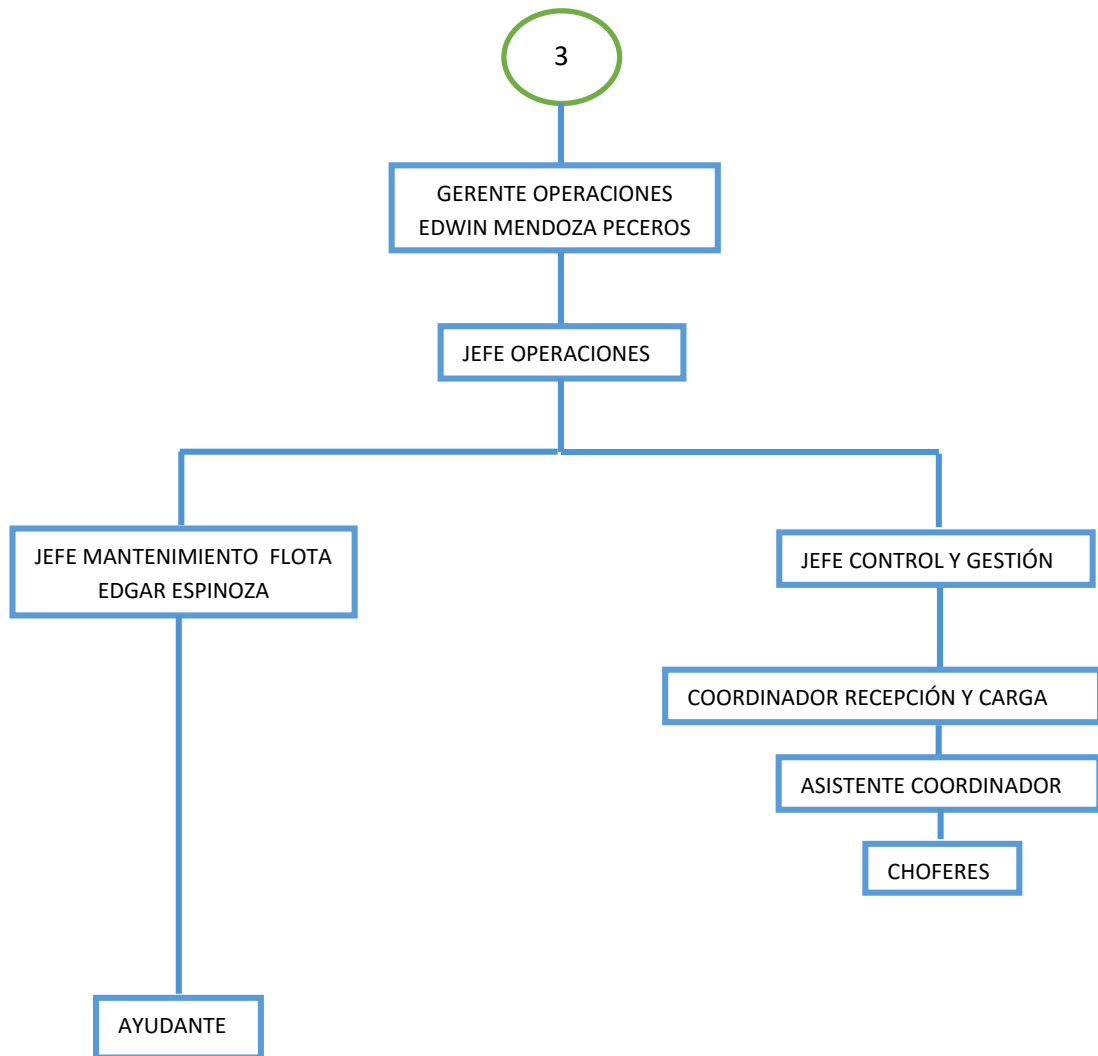 3
GERENTE OPERACIONES
EDWIN MENDOZA PECEROS
JEFE OPERACIONES
JEFE MANTENIMIENTO  FLOTA
EDGAR ESPINOZA
JEFE CONTROL Y GESTIÓN
COORDINADOR RECEPCIÓN Y CARGA
ASISTENTE COORDINADOR
CHOFERES
AYUDANTE